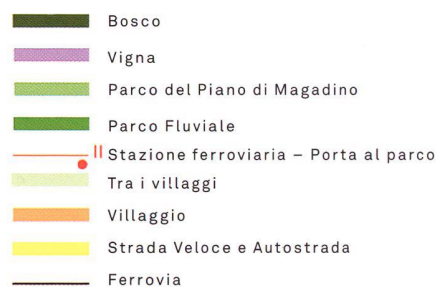 Bosco
Vigna
Parco del Piano di Magadino
Parco Fluviale
Stazione ferroviaria – Porta al parco
Tra i villaggi
Villaggio
Strada Veloce e Autostrada
Ferrovia